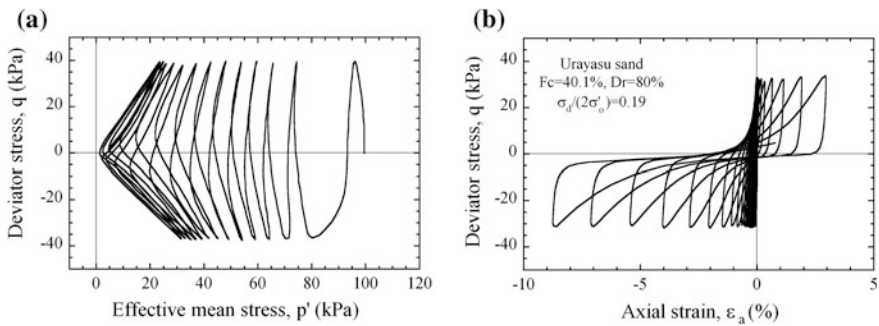 (a)
Deviator stress, q (kPa)
40
20
0
-20
-40
0 20 40 60 80 100 120
Effective mean stress, p' (kPa)
(b)
Deviator stress, q (kPa)
40
20
0
-20
-40
Urayasu sand
Fc=40.1%, Dr=80%
σd/(2σ'o)=0.19
-10 -5 0 5
Axial strain, εa(%)